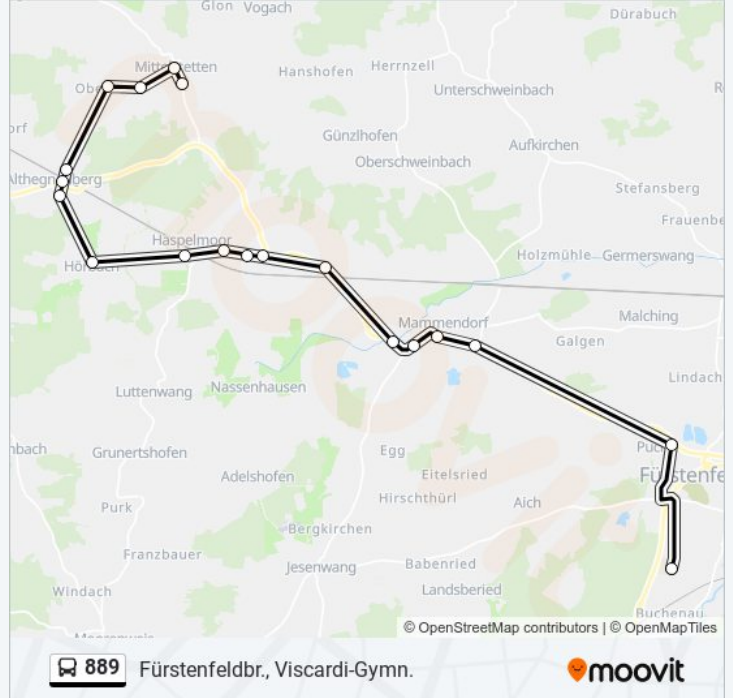 Glon Vogach
Dürabuch
Mittelstetten
Hanshofen Herrnzell
Unterschweinbach
Günzlhofen
Aufkirchen
Oberschweinbach
Stefansberg
Haspelmoor
Holzmühle Germerswang
Mammendorf
Malching
Galgen
Lindach
Luttenwang Nassenhausen
Egg
Grunertshofen
Adelshofen
Eitelsried
Hirschthürl
Aich
Purk
Bergkirchen
Franzbauer
Jesenwang
Babenried
Landsberied
Windach
Buchenau
© OpenStreetMap contributors | © OpenMapTiles
889 Fürstenfeldbr., Viscardi-Gymn.
moovit